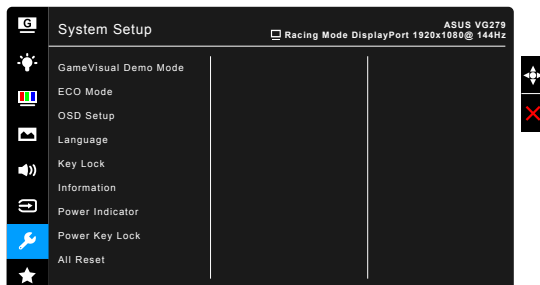 G
System Setup
ASUS VG279
Racing Mode DisplayPort 1920x1080@ 144Hz
GameVisual Demo Mode
ECO Mode
OSD Setup
Language
Key Lock
Information
Power Indicator
Power Key Lock
All Reset